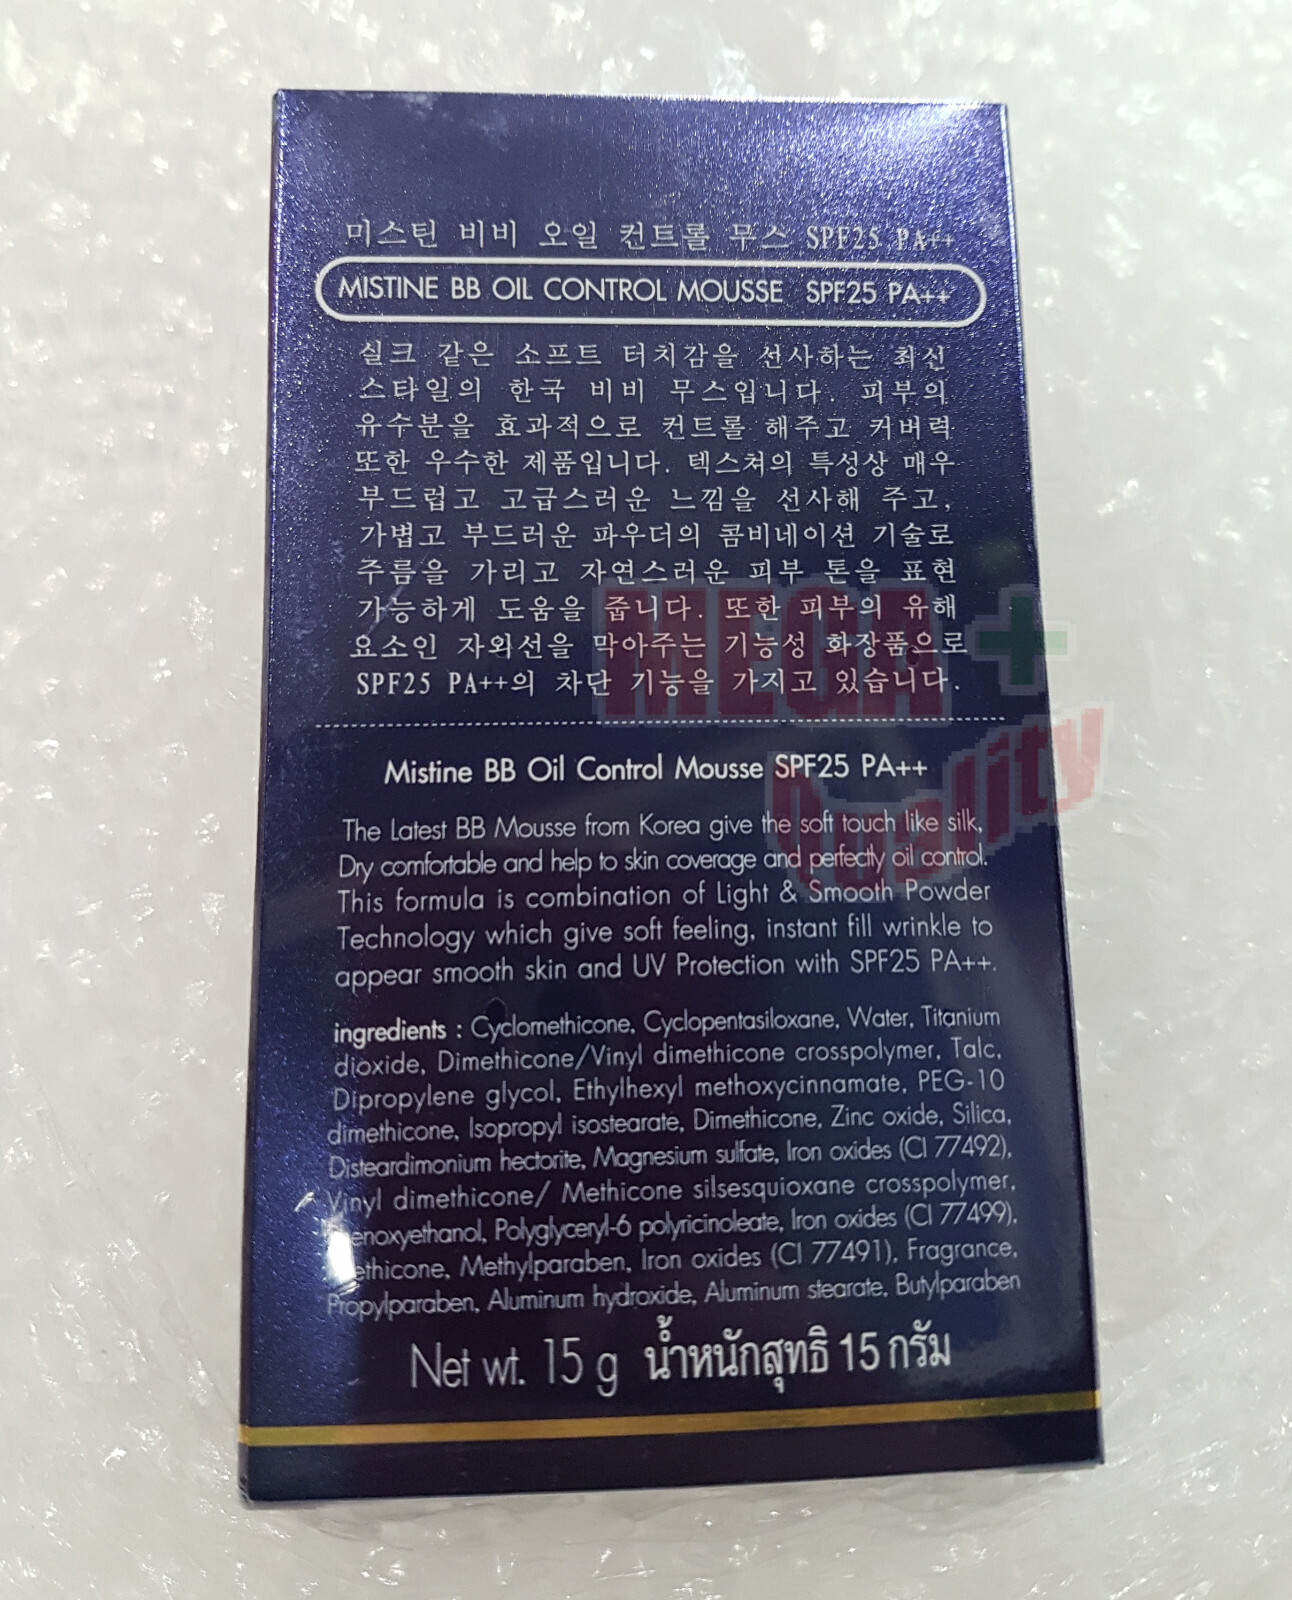 미스틴 비비 오일 컨트롤 무스 SPF25 PA++
MISTINE BB OIL CONTROL MOUSSE SPF25 PA++
실크 같은 소프트 터치감을 선사하는 최신
스타일의 한국 비비 무스입니다. 피부의
유수분을 효과적으로 컨트롤 해주고 커버력
또한 우수한 제품입니다. 텍스쳐의 특성상 매우
부드럽고 고급스러운 느낌을 선사해 주고,
가볍고 부드러운 파우더의 콤비네이션 기술로
주름을 가리고 자연스러운 피부 톤을 표현
가능하게 도움을 줍니다. 또한 피부의 유해
요소인 자외선을 막아주는 기능성 화장품으로
SPF25 PA++의 차단 기능을 가지고 있습니다.
MEGA+
Quality
Mistine BB Oil Control Mousse SPF25 PA++
The Latest BB Mousse from Korea give the soft touch like silk,
Dry comfortable and help to skin coverage and perfectly oil control.
This formula is combination of Light & Smooth Powder
Technology which give soft feeling, instant fill wrinkle to
appear smooth skin and UV Protection with SPF25 PA++.
ingredients : Cyclomethicone, Cyclopentasiloxane, Water, Titanium
dioxide, Dimethicone/Vinyl dimethicone crosspolymer, Talc,
Dipropylene glycol, Ethylhexyl methoxycinnamate, PEG-10
dimethicone, Isopropyl isostearate, Dimethicone, Zinc oxide, Silica,
Disteardimonium hectorite, Magnesium sulfate, Iron oxides (CI 77492),
Vinyl dimethicone/ Methicone silsesquioxane crosspolymer,
Phenoxyethanol, Polyglyceryl-6 polyricinoleate, Iron oxides (CI 77499),
Methicone, Methylparaben, Iron oxides (CI 77491), Fragrance,
Propylparaben, Aluminum hydroxide, Aluminum stearate, Butylparaben
Net wt. 15 g น้ำหนักสุทธิ 15 กรัม